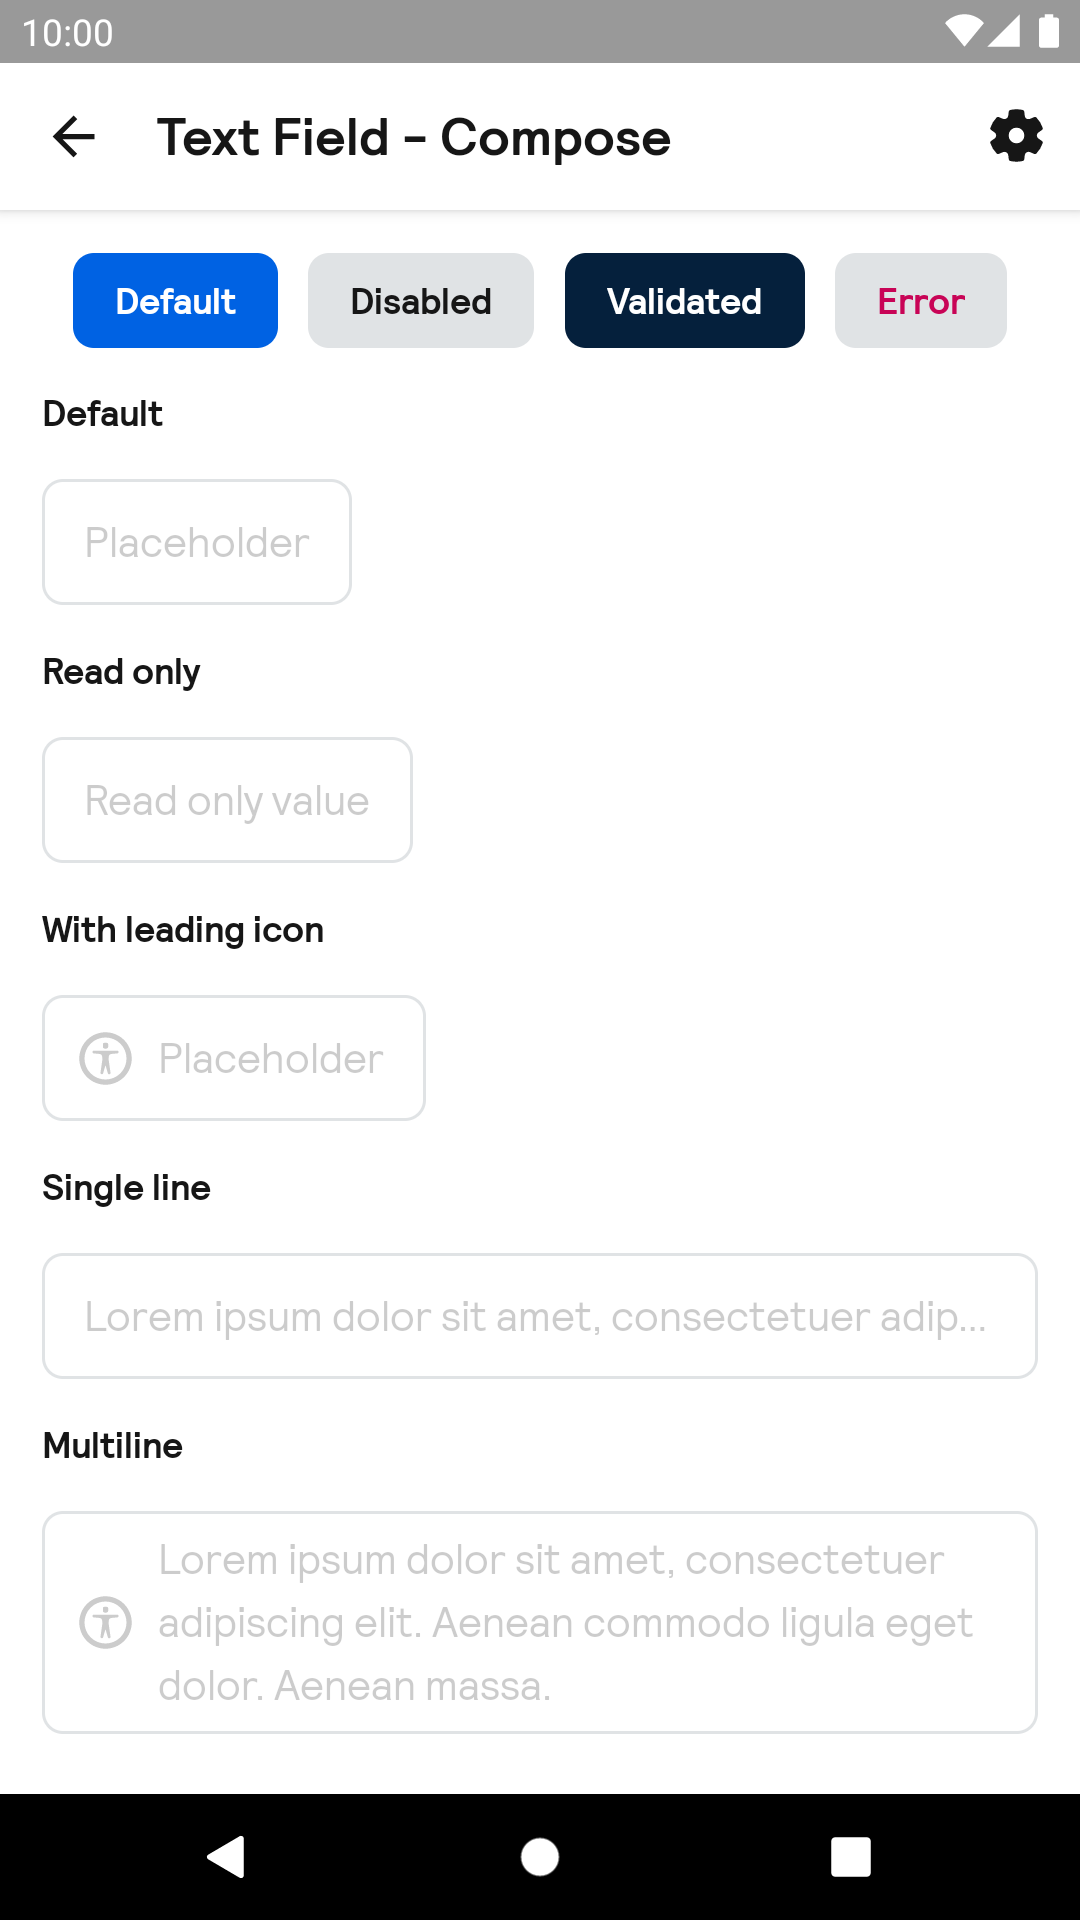 10:00
Text Field - Compose
Default Disabled Validated Error
Default
Placeholder
Read only
Read only value
With leading icon
Placeholder
Single line
Lorem ipsum dolor sit amet, consectetuer adip...
Multiline
Lorem ipsum dolor sit amet, consectetuer
adipiscing elit. Aenean commodo ligula eget
dolor. Aenean massa.